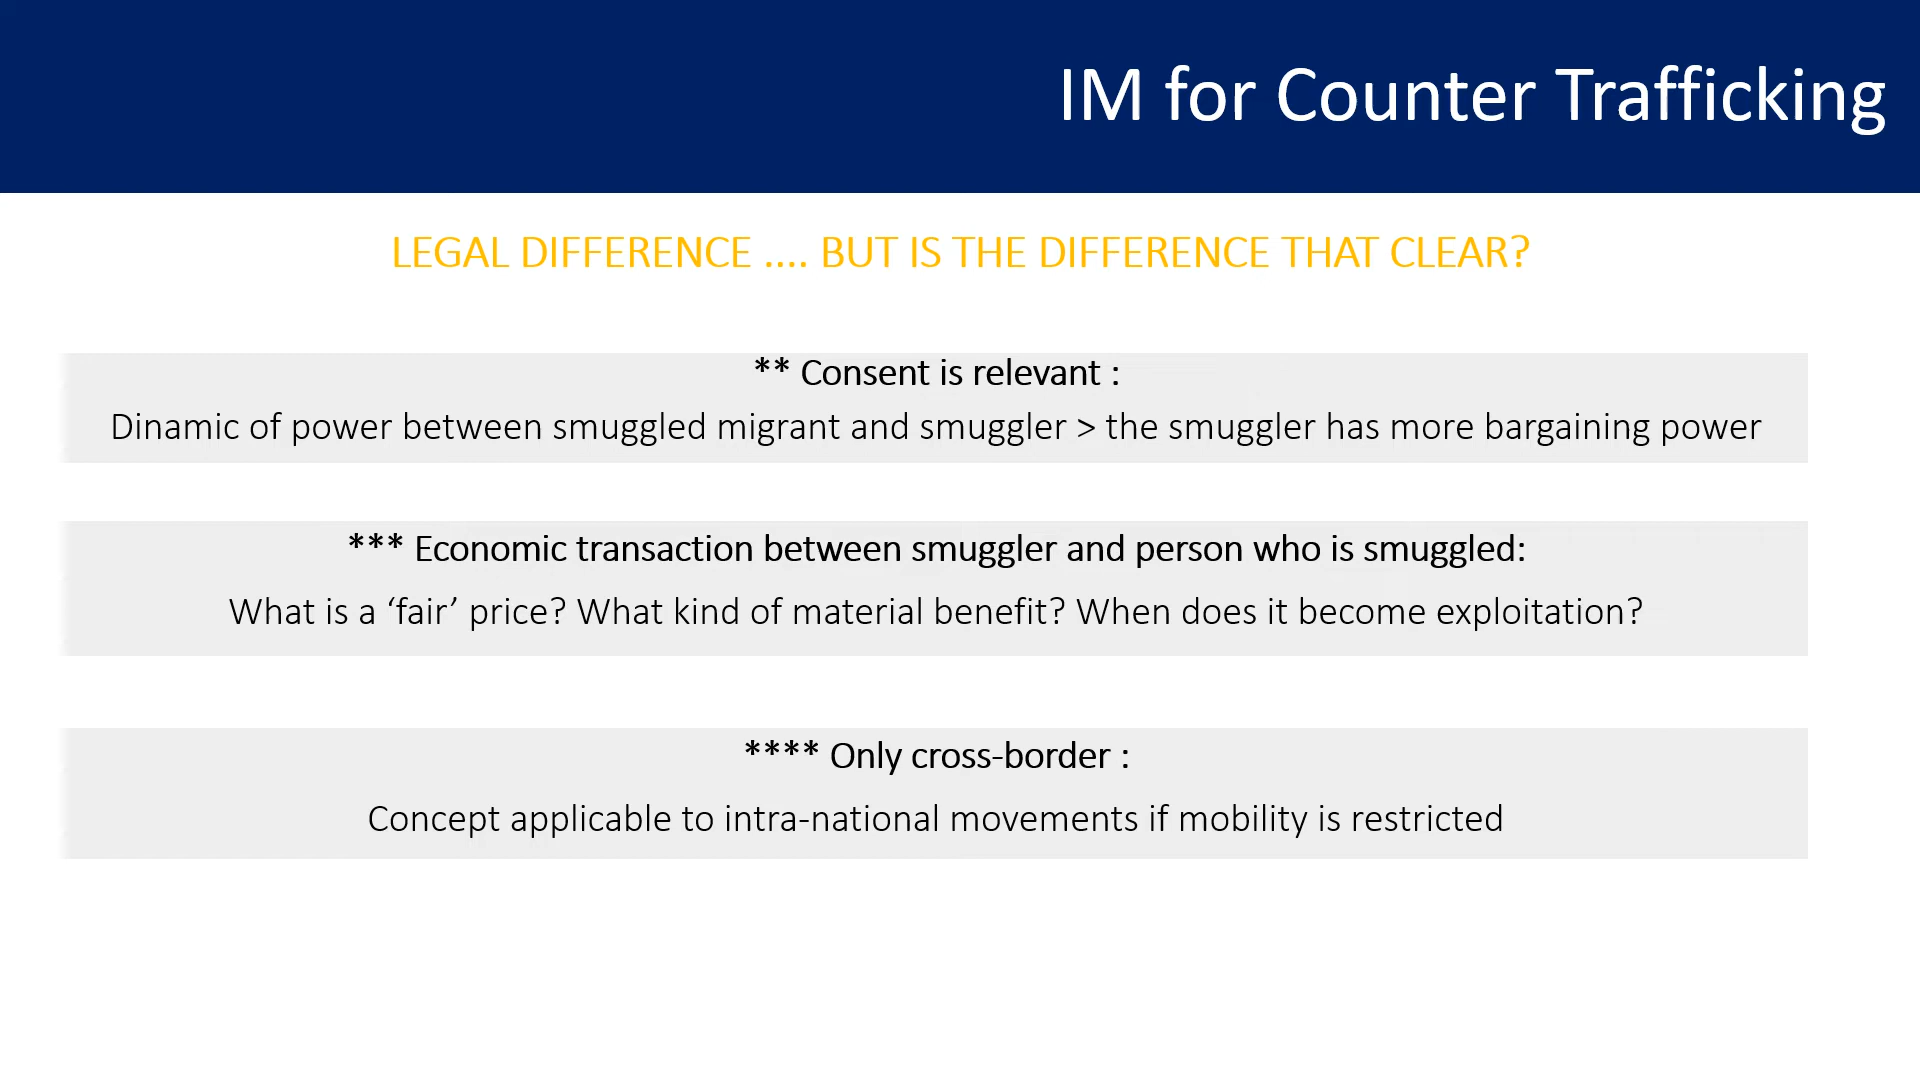 IM for Counter Trafficking
LEGAL DIFFERENCE .... BUT IS THE DIFFERENCE THAT CLEAR?
** Consent is relevant :
Dinamic of power between smuggled migrant and smuggler > the smuggler has more bargaining power
*** Economic transaction between smuggler and person who is smuggled:
What is a ‘fair’ price? What kind of material benefit? When does it become exploitation?
**** Only cross-border :
Concept applicable to intra-national movements if mobility is restricted